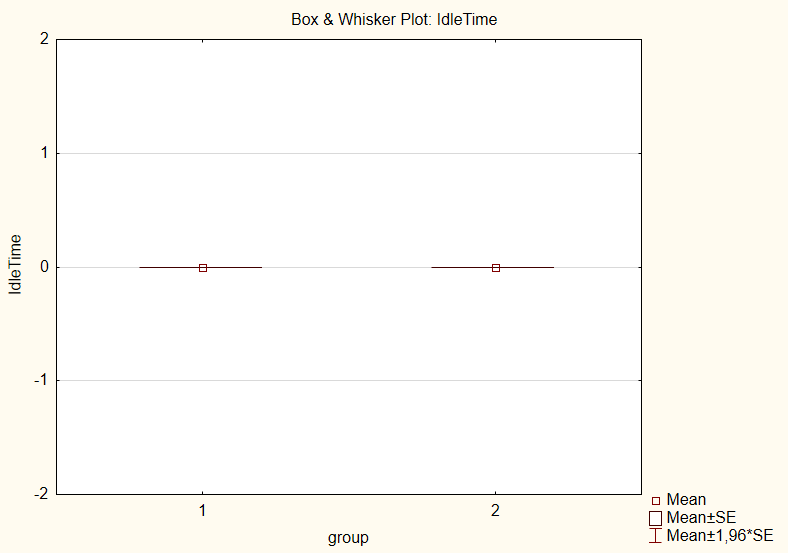 Box & Whisker Plot: IdleTime
2
1
0
-1
-2
IdleTime
1
2
group
Mean
Mean±SE
Mean±1,96*SE